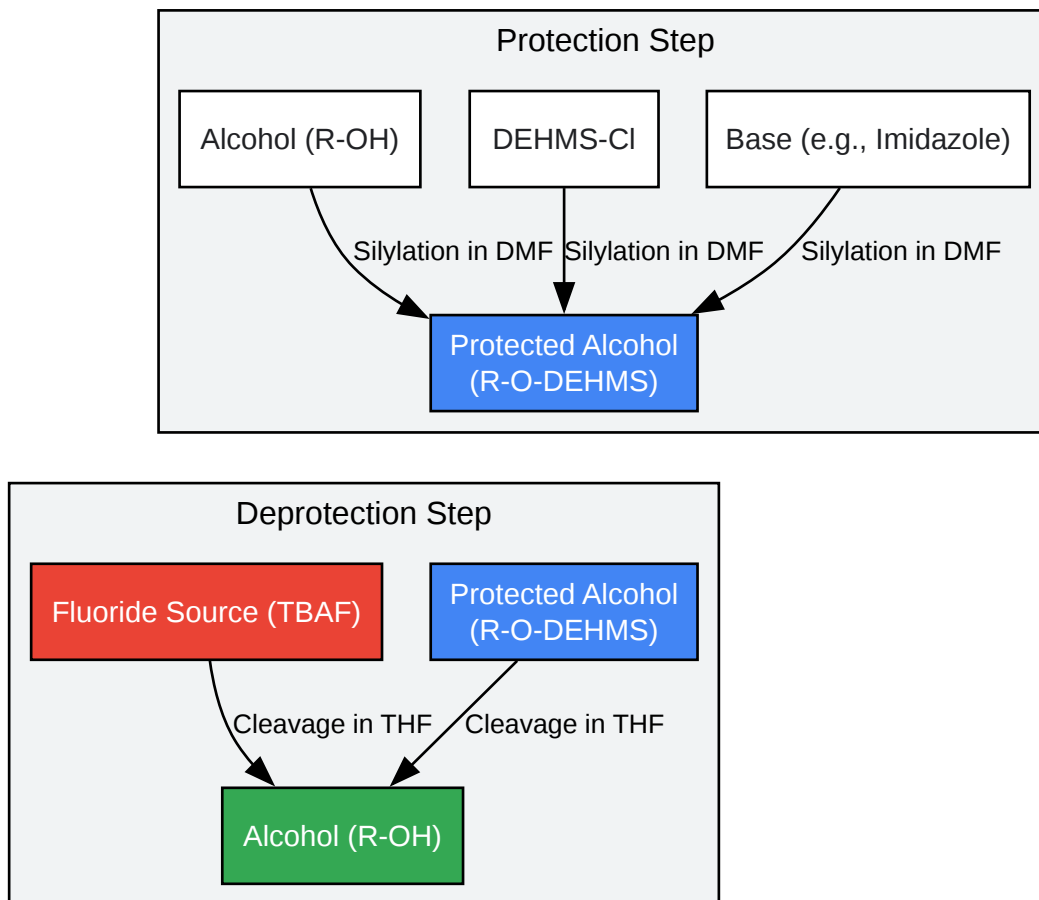 Protection Step
Alcohol (R-OH)
DEHMS-Cl
Base (e.g., Imidazole)
Silylation in DMF
Silylation in DMF
Silylation in DMF
Protected Alcohol
(R-O-DEHMS)
Deprotection Step
Fluoride Source (TBAF)
Protected Alcohol
(R-O-DEHMS)
Cleavage in THF
Cleavage in THF
Alcohol (R-OH)